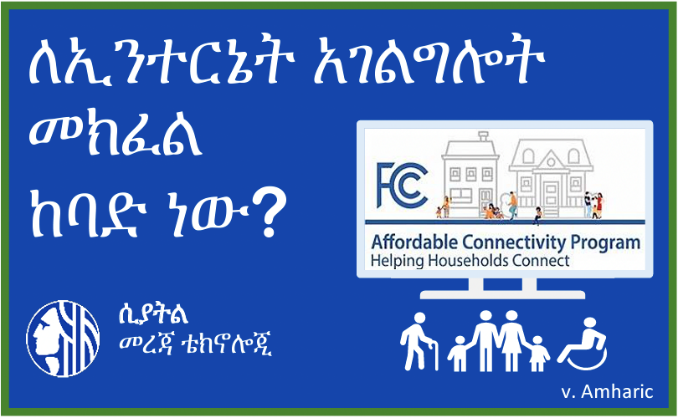 ለኢንተርኔት አገልግሎት
መክፈል
ከባድ ነው?
FCC
Affordable Connectivity Program
Helping Households Connect
ሲያትል
መረጃ ቴክኖሎጂ
v. Amharic